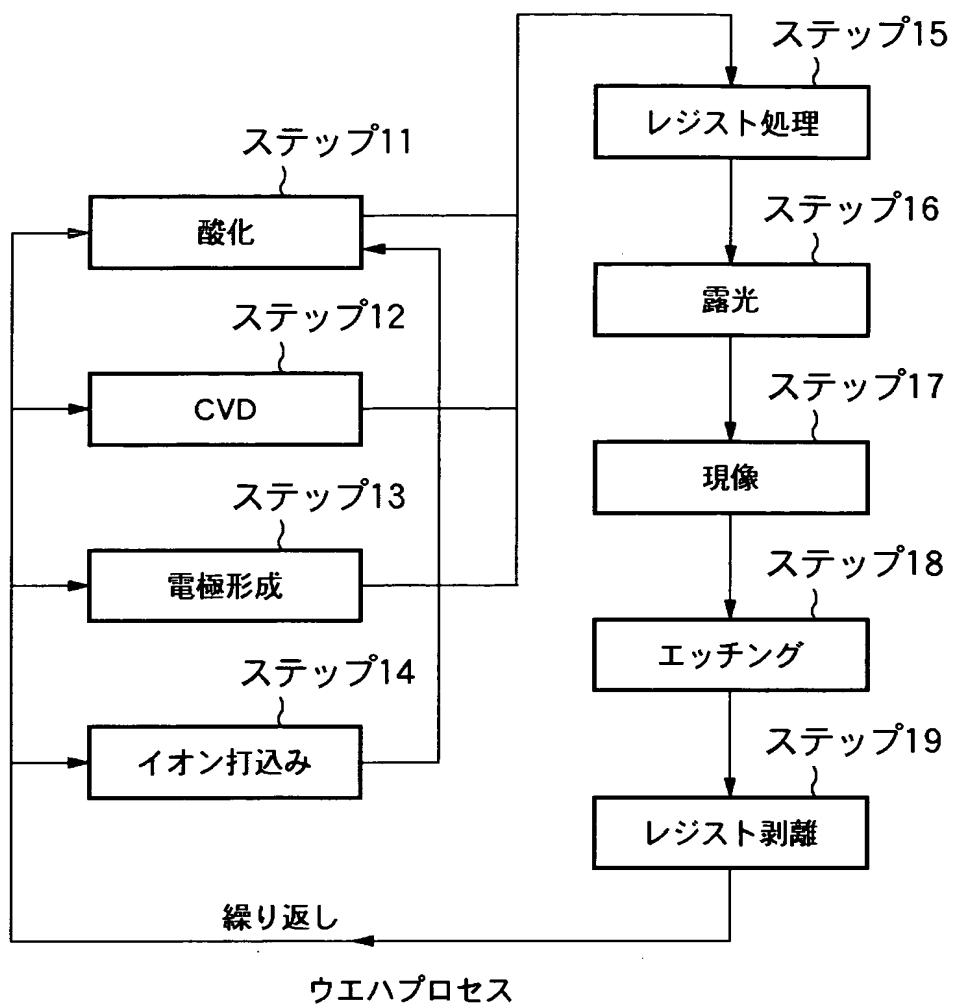 ステップ11
酸化
ステップ12
CVD
ステップ13
電極形成
ステップ14
イオン打込み
ステップ15
レジスト処理
ステップ16
露光
ステップ17
現像
ステップ18
エッチング
ステップ19
レジスト剥離
繰り返し
ウエハプロセス